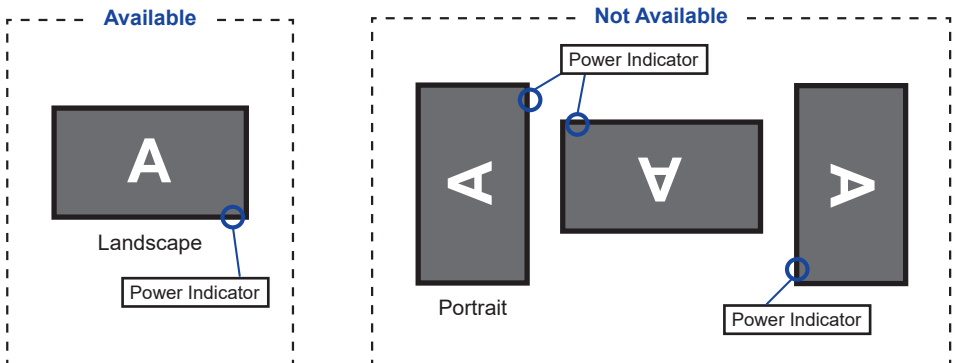 Available
A
Landscape
Power Indicator
Not Available
Power Indicator
A
A
A
Portrait
Power Indicator